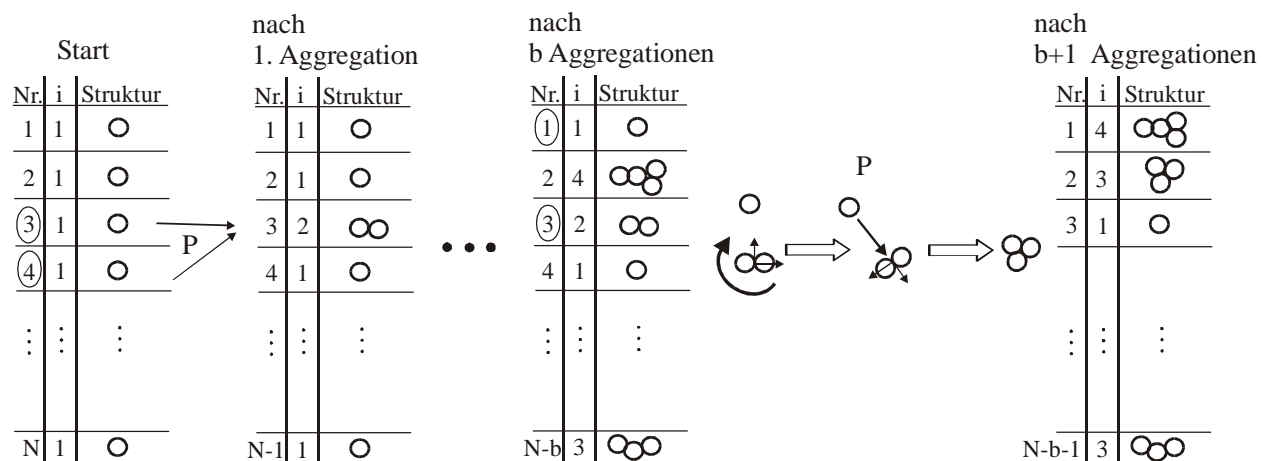 Start
Nr. i Struktur
1 1
2 1
3 1
4 1
⋮ ⋮ ⋮
N 1
P
nach
1. Aggregation
Nr. i Struktur
1 1
2 1
3 2
4 1
⋮ ⋮ ⋮
N-1 1
• • •
nach
b Aggregationen
Nr. i Struktur
1 1
2 4
3 2
4 1
⋮ ⋮ ⋮
N-b 3
P
nach
b+1 Aggregationen
Nr. i Struktur
1 4
2 3
3 1
⋮ ⋮ ⋮
N-b-1 3